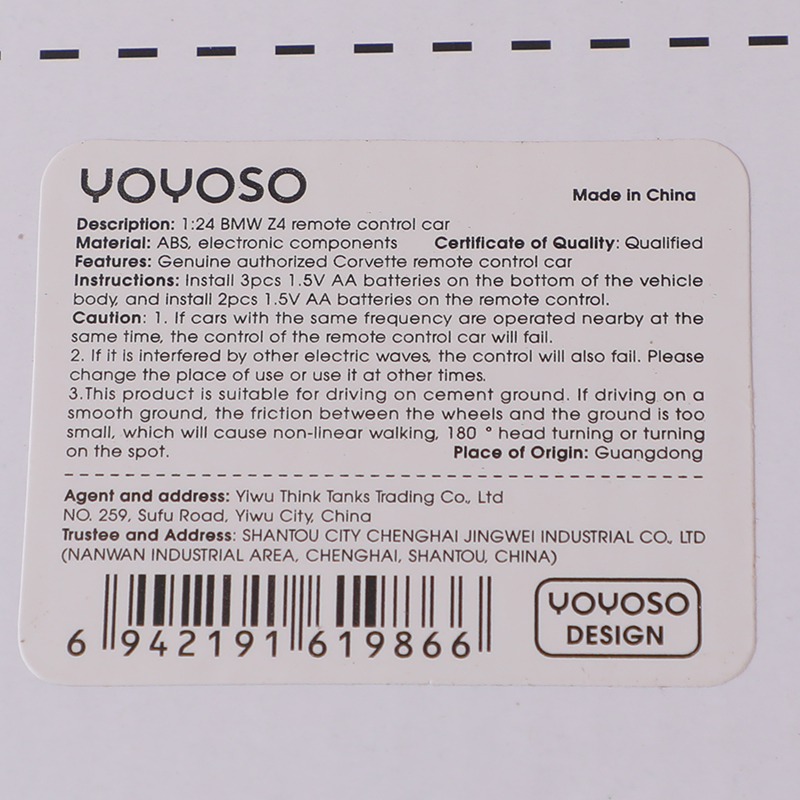 YOYOSO
Made in China
Description: 1:24 BMW Z4 remote control car
Material: ABS, electronic components Certificate of Quality: Qualified
Features: Genuine authorized Corvette remote control car
Instructions: Install 3pcs 1.5V AA batteries on the bottom of the vehicle
body, and install 2pcs 1.5V AA batteries on the remote control.
Caution: 1. If cars with the same frequency are operated nearby at the
same time, the control of the remote control car will fail.
2. If it is interfered by other electric waves, the control will also fail. Please
change the place of use or use it at other times.
3.This product is suitable for driving on cement ground. If driving on a
smooth ground, the friction between the wheels and the ground is too
small, which will cause non-linear walking, 180 ° head turning or turning
on the spot. Place of Origin: Guangdong
Agent and address: Yiwu Think Tanks Trading Co., Ltd
NO. 259, Sufu Road, Yiwu City, China
Trustee and Address: SHANTOU CITY CHENGHAI JINGWEI INDUSTRIAL CO., LTD
(NANWAN INDUSTRIAL AREA, CHENGHAI, SHANTOU, CHINA)
6 942191 619866
YOYOSO
DESIGN